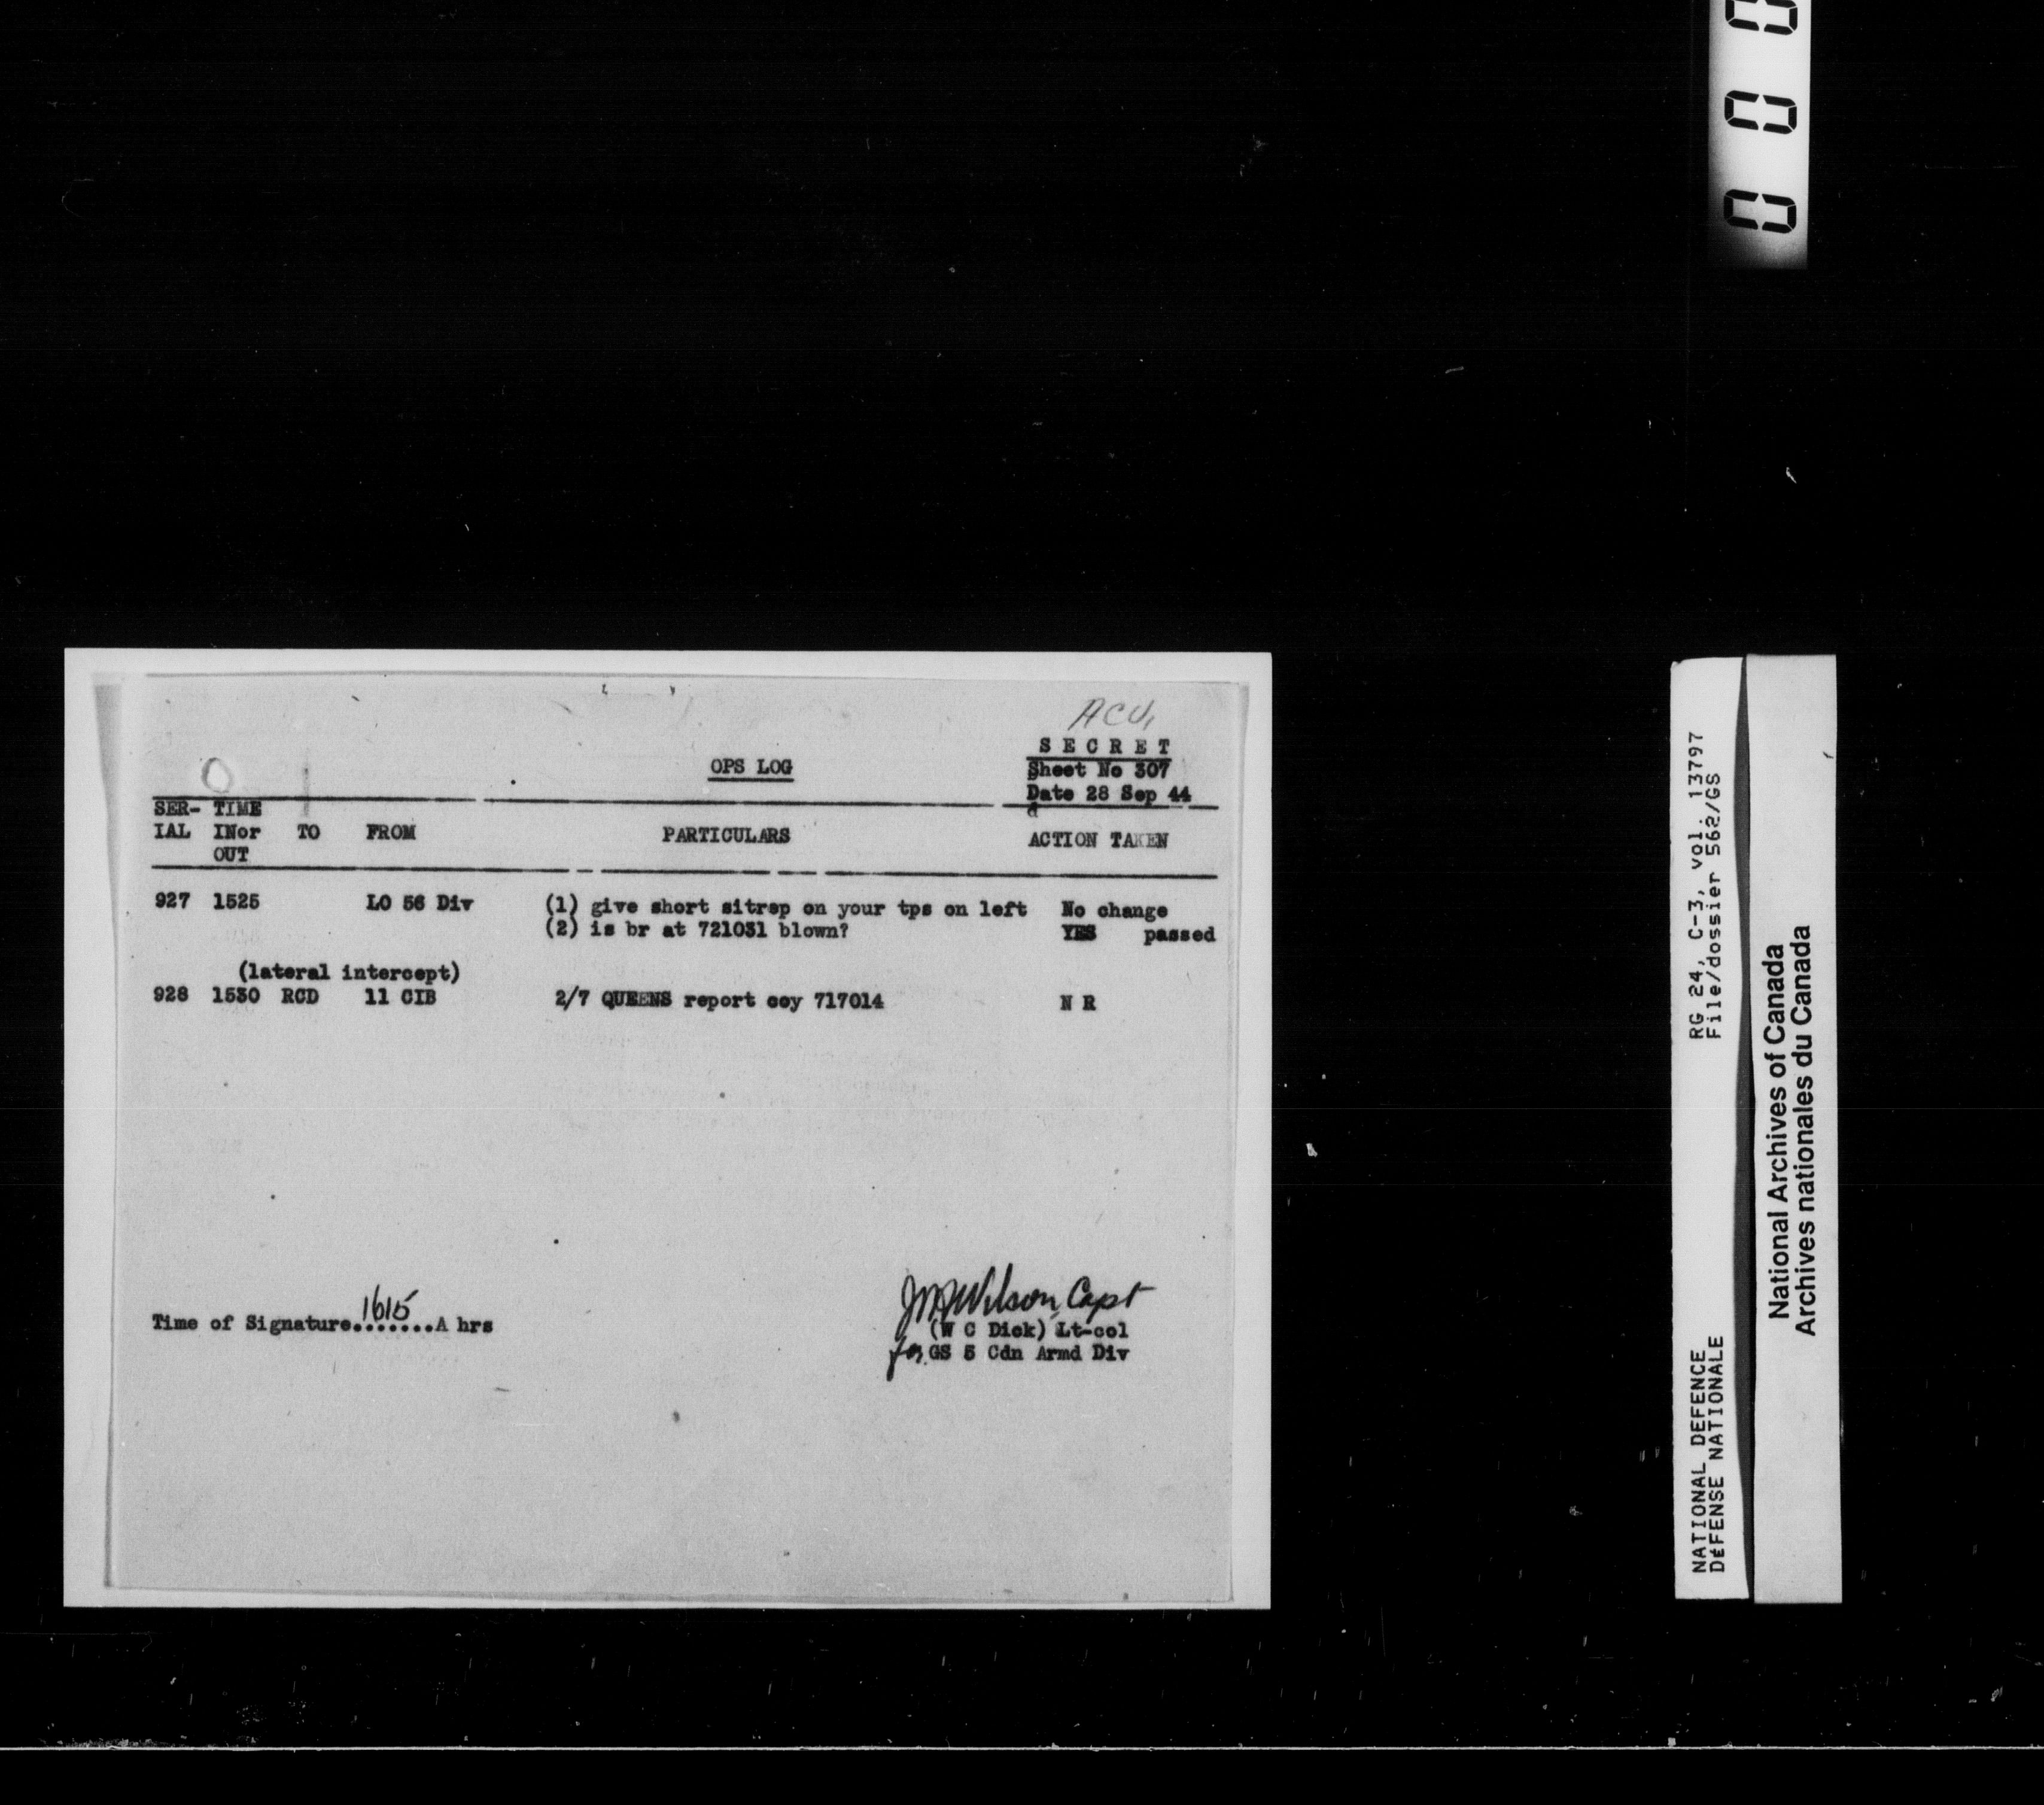 0 0 0
ACU,
S E C R E T
OPS LOG
Sheet No 307
Date 28 Sep 44
SER- TIME
IAL INor TO FROM PARTICULARS ACTION TAKEN
OUT
927 1525 LO 56 Div (1) give short sitrep on your tps on left No change
(2) is br at 721031 blown? YES passed
(lateral intercept)
928 1530 RCD 11 CIB 2/7 QUEENS report coy 717014 N R
Time of Signature.......A hrs
1615
Wilson Capt
(W C Dick) Lt-col
for GS 5 Cdn Armd Div
RG 24, C-3, vol. 13797
File/dossier 562/GS
NATIONAL DEFENCE
DÉFENSE NATIONALE
National Archives of Canada
Archives nationales du Canada